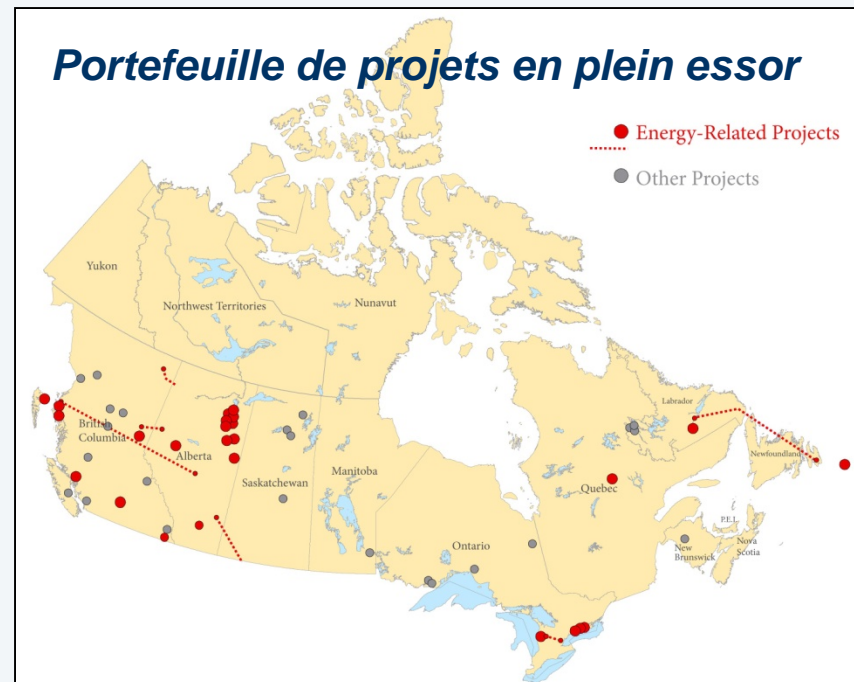 Portefeuille de projets en plein essor
Energy-Related Projects
Other Projects
Yukon
Northwest Territories
Nunavut
British
Columbia
Alberta
Saskatchewan
Manitoba
Ontario
Quebec
Labrador
Newfoundland
P.E.I.
New
Brunswick
Nova
Scotia